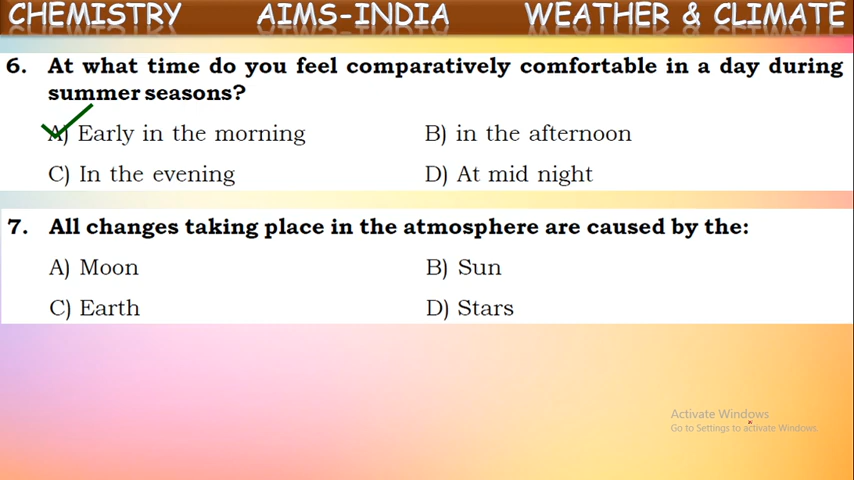 CHEMISTRY AIMS-INDIA WEATHER & CLIMATE
6. At what time do you feel comparatively comfortable in a day during
summer seasons?
A) Early in the morning B) in the afternoon
C) In the evening D) At mid night
7. All changes taking place in the atmosphere are caused by the:
A) Moon B) Sun
C) Earth D) Stars
Activate Windows
Go to Settings to activate Windows.